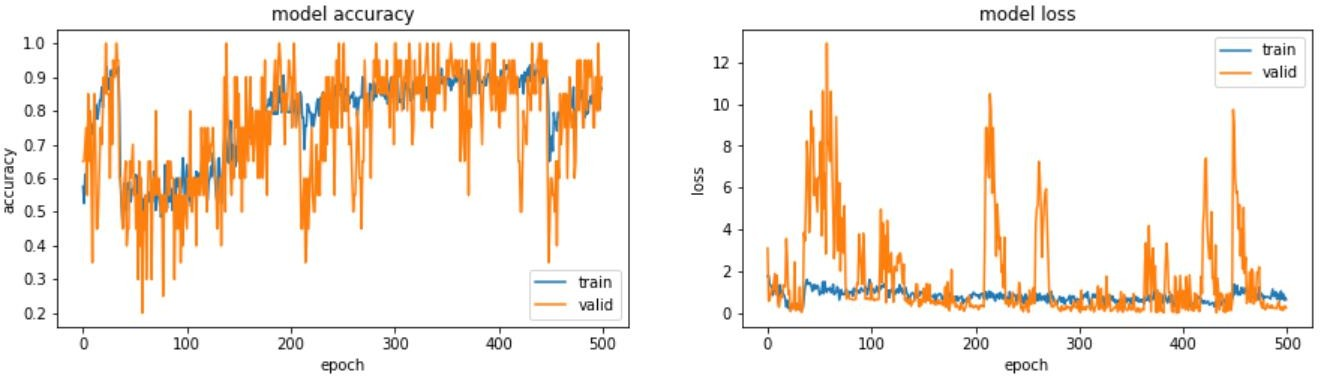 model accuracy
1.0
0.9
0.8
0.7
0.6
0.5
0.4
0.3
0.2
accuracy
train
valid
0 100 200 300 400 500
epoch
model loss
12
10
8
6
4
2
0
loss
train
valid
0 100 200 300 400 500
epoch